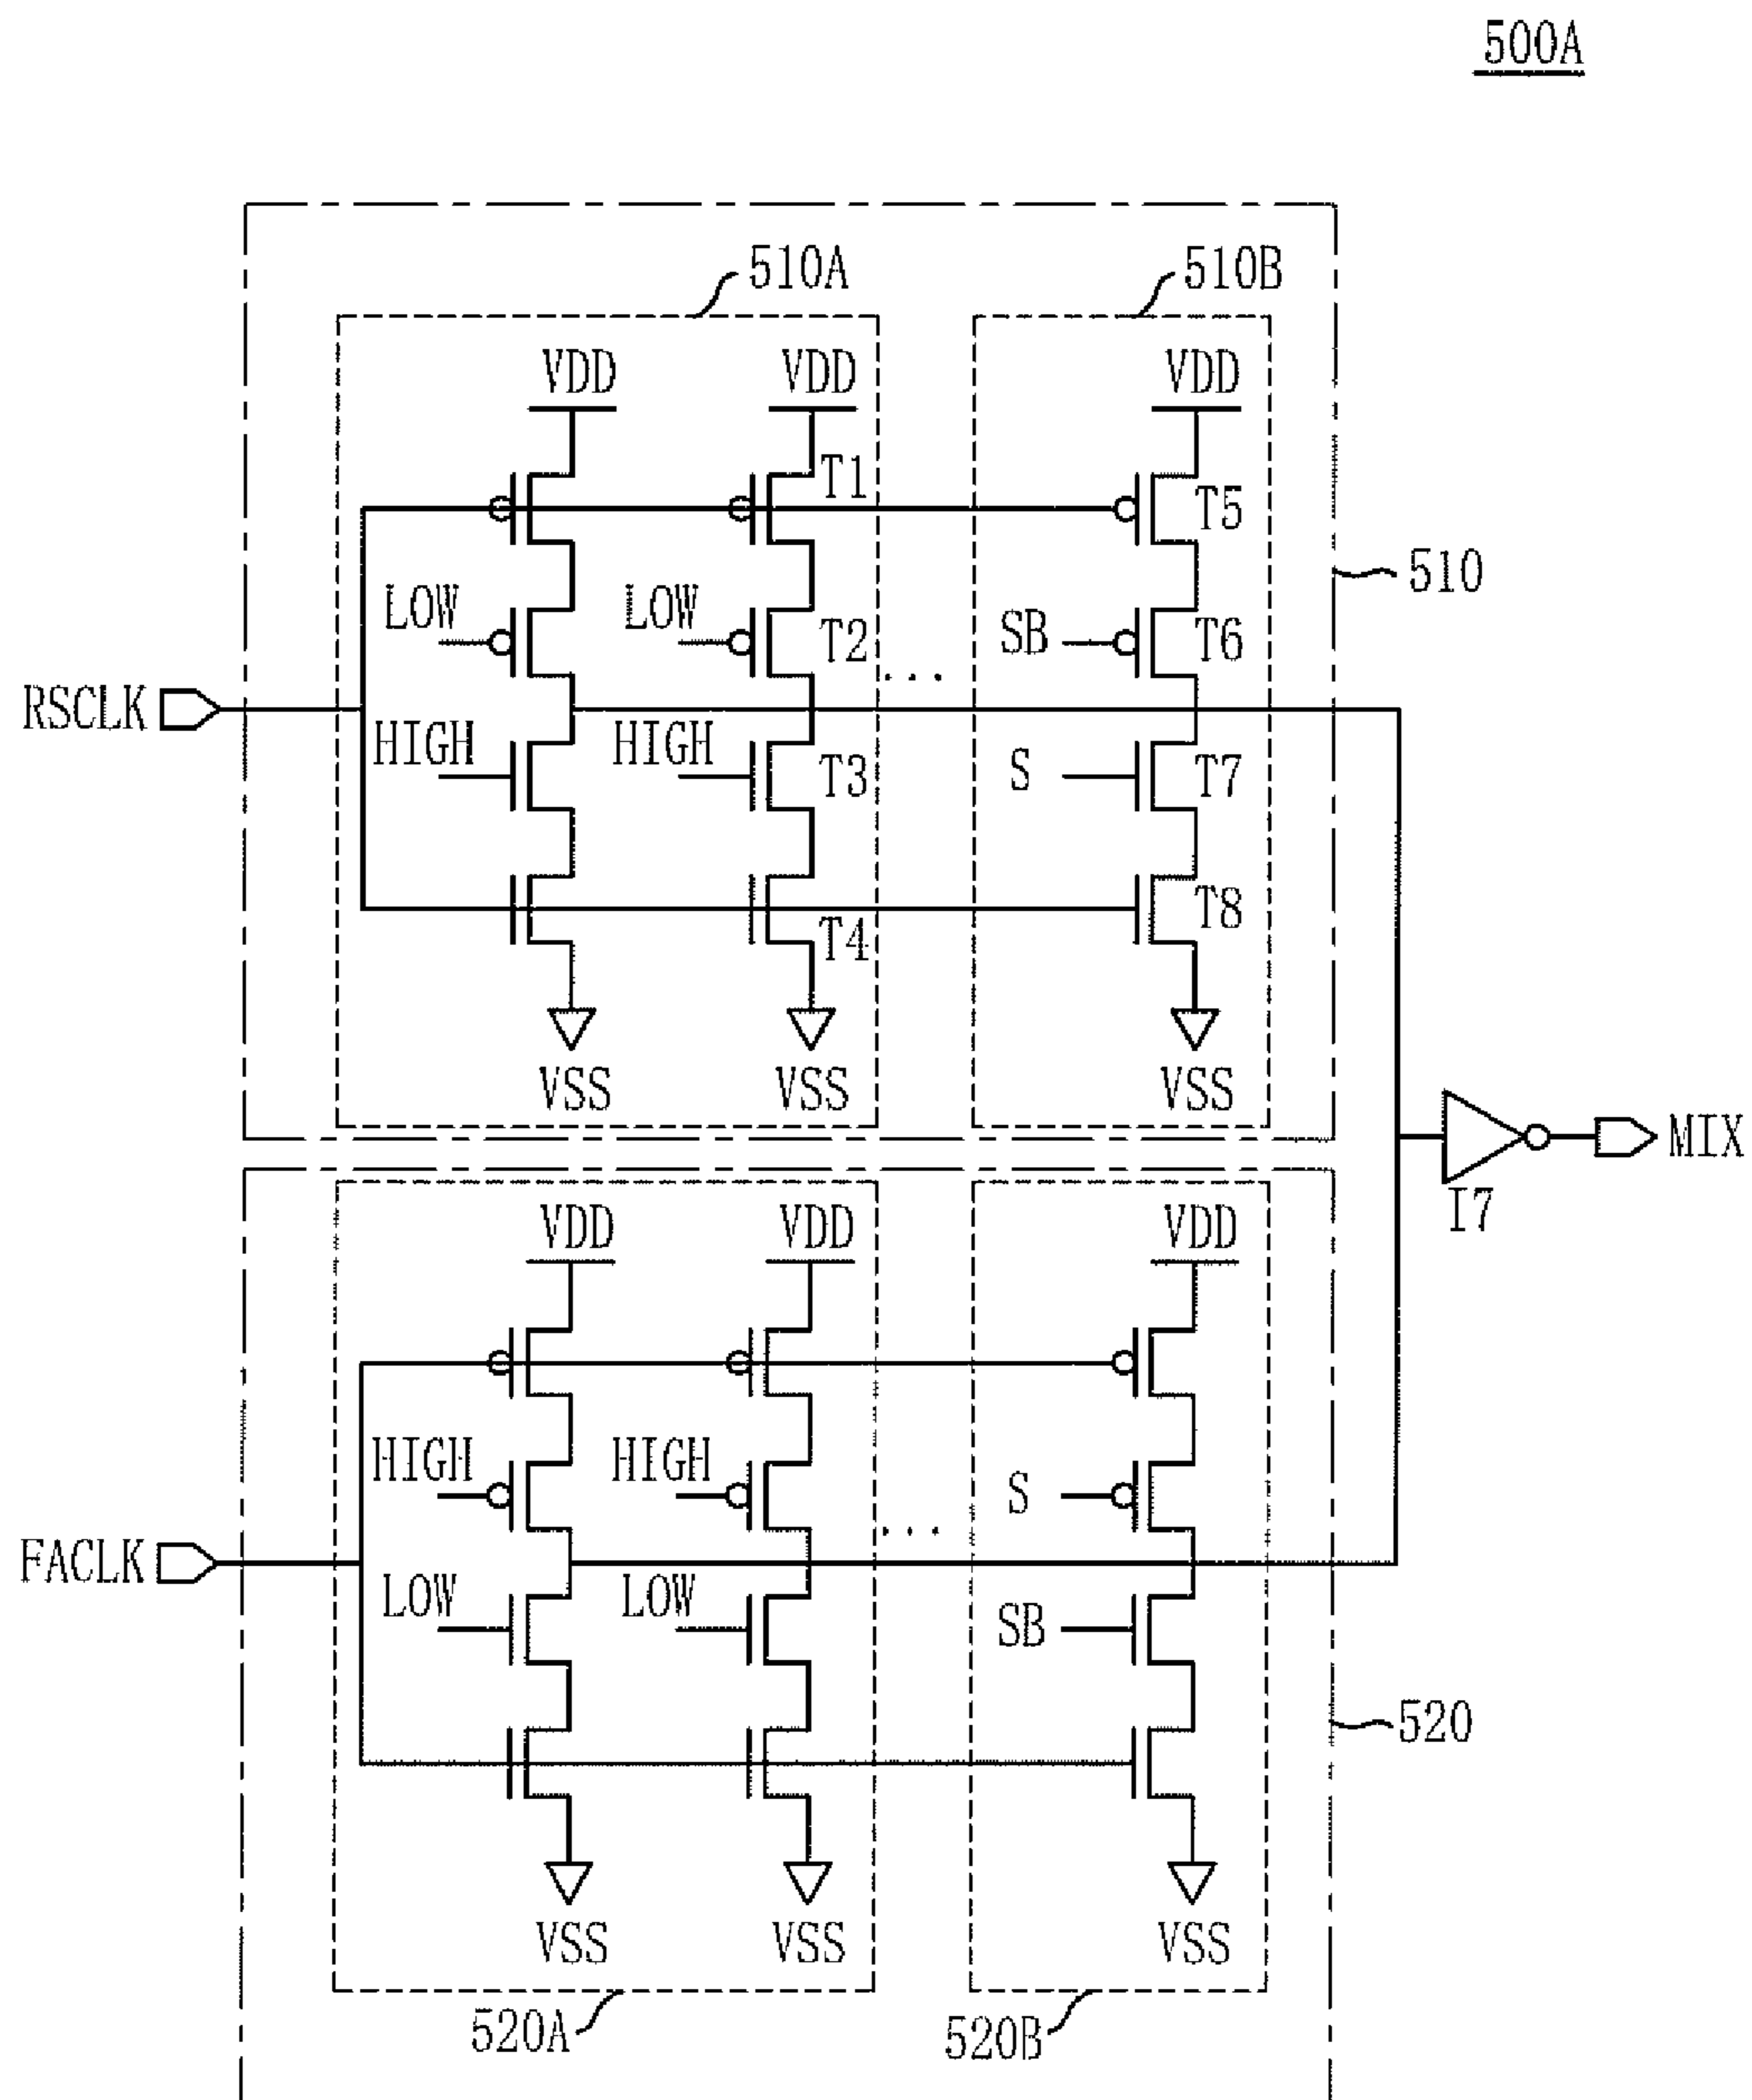 500A
510A
510B
VDD
VDD
VDD
T1
T5
510
LOW
LOW
T2
SB
T6
...
RSCLK
HIGH
HIGH
T3
S
T7
T4
T8
VSS
VSS
VSS
MIX
I7
VDD
VDD
VDD
HIGH
HIGH
S
...
FACLK
LOW
LOW
SB
520
VSS
VSS
VSS
520A
520B